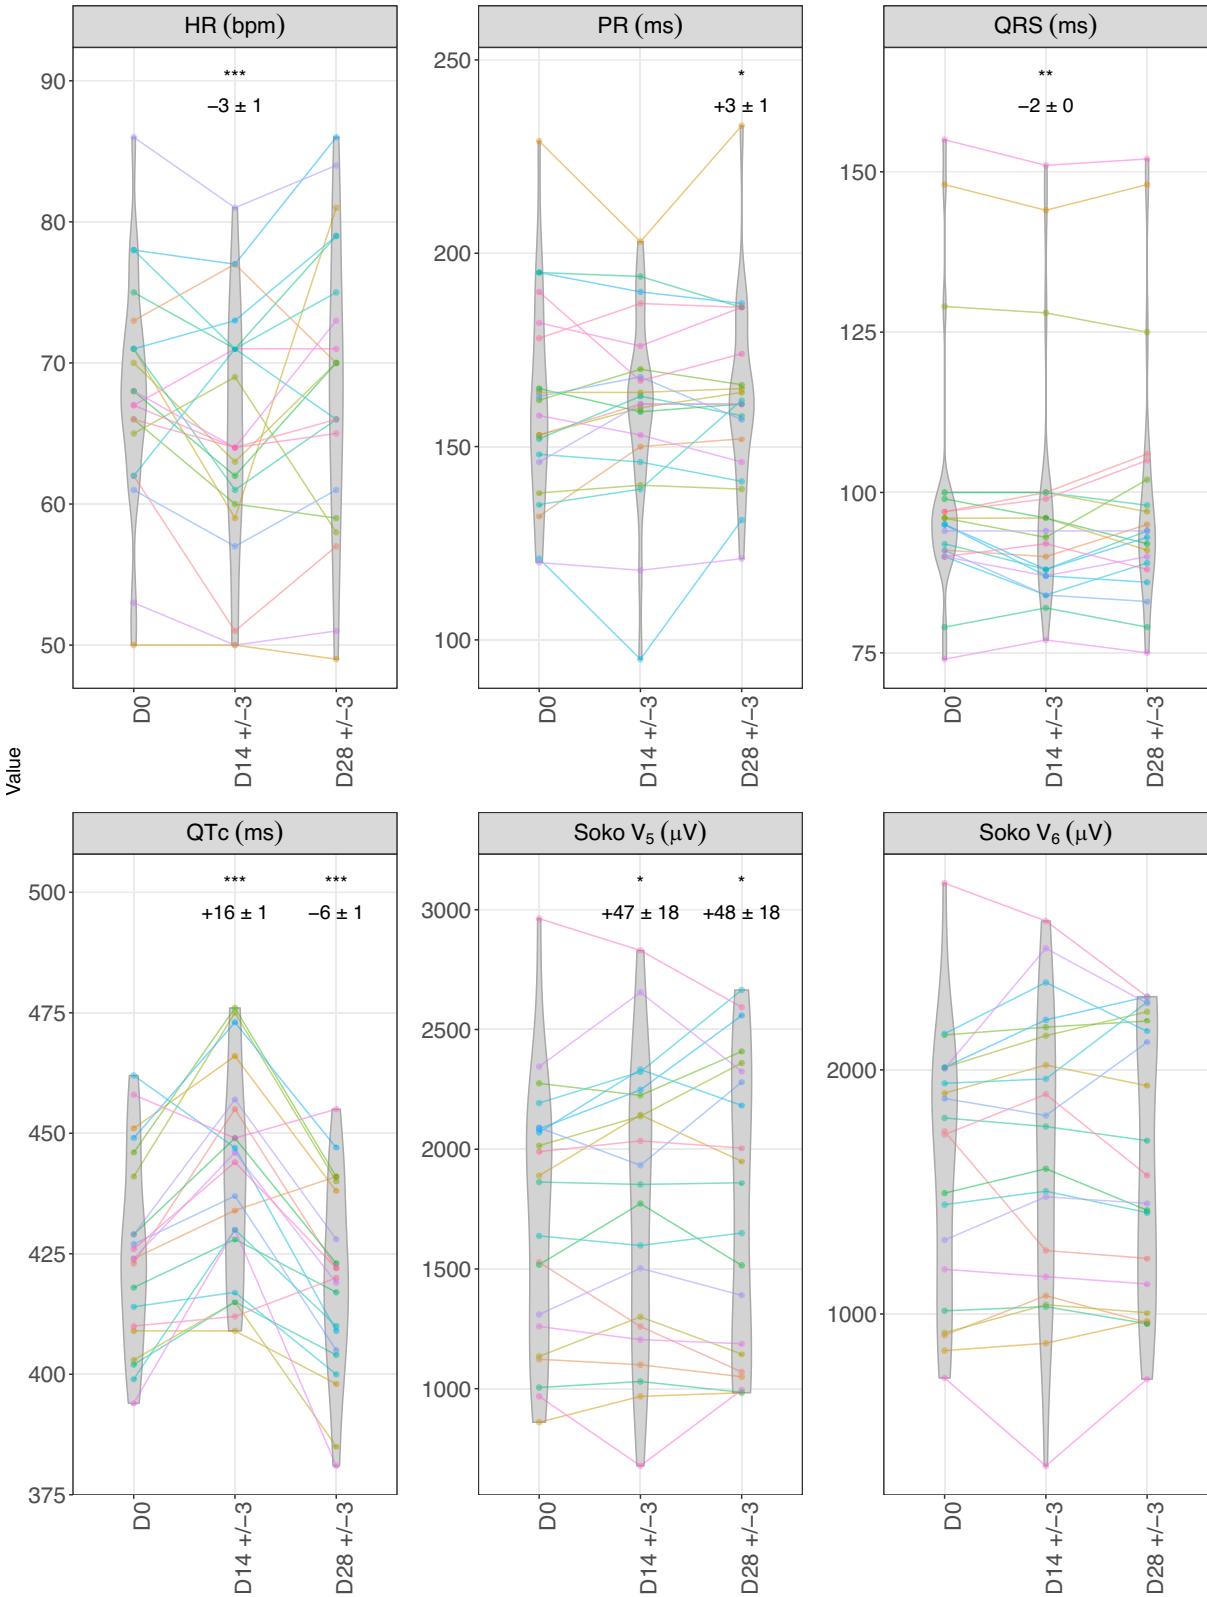 HR (bpm)
90
80
70
60
50
***
−3 ± 1
D0
D14 +/−3
D28 +/−3
PR (ms)
250
200
150
100
*
+3 ± 1
D0
D14 +/−3
D28 +/−3
QRS (ms)
150
125
100
75
**
−2 ± 0
D0
D14 +/−3
D28 +/−3
Value
QTc (ms)
500
475
450
425
400
375
*** ***
+16 ± 1 −6 ± 1
D0
D14 +/−3
D28 +/−3
Soko V₅ (μV)
3000
2500
2000
1500
1000
* *
+47 ± 18 +48 ± 18
D0
D14 +/−3
D28 +/−3
Soko V₆ (μV)
2000
1000
D0
D14 +/−3
D28 +/−3